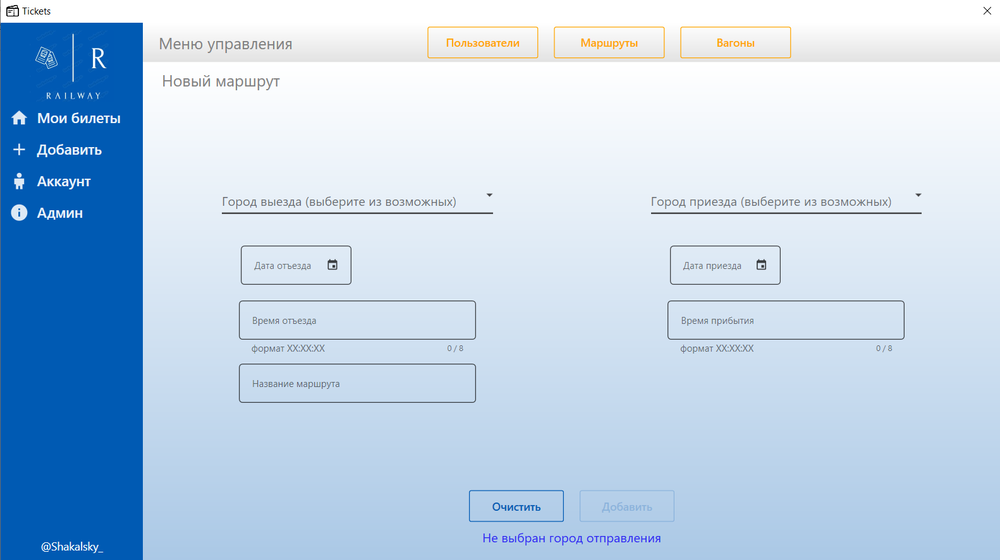 Tickets
R
RAILWAY
Мои билеты
Добавить
Аккаунт
Админ
@Shakalsky_
Меню управления
Пользователи
Маршруты
Вагоны
Новый маршрут
Город выезда (выберите из возможных)
Город приезда (выберите из возможных)
Дата отъезда
Дата приезда
Время отъезда
Время прибытия
формат XX:XX:XX 0 / 8
формат XX:XX:XX 0 / 8
Название маршрута
Очистить
Добавить
Не выбран город отправления